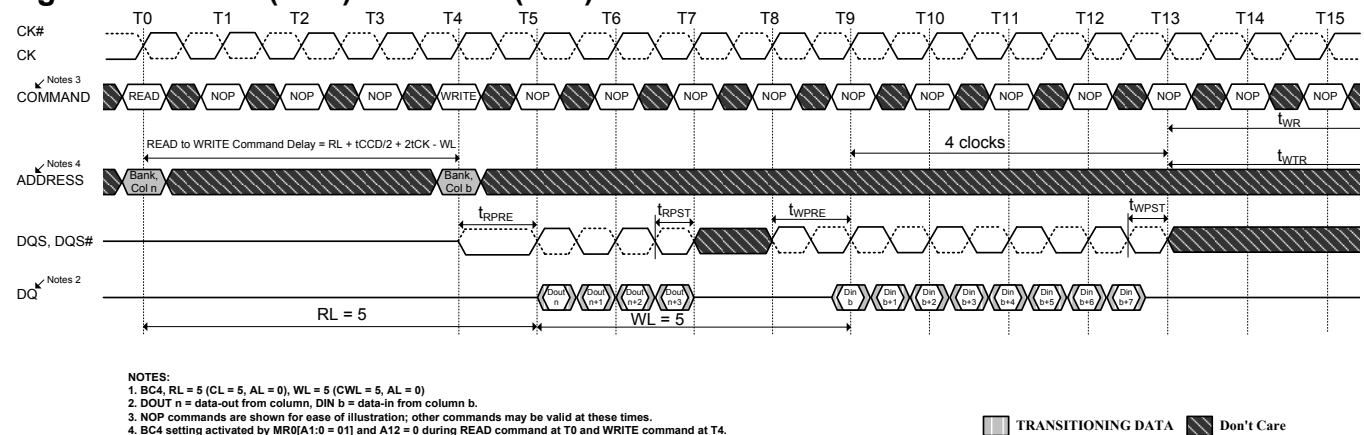 T0 T1 T2 T3 T4 T5 T6 T7 T8 T9 T10 T11 T12 T13 T14 T15
CK#
CK
Notes 3
COMMAND READ NOP NOP NOP WRITE NOP NOP NOP NOP NOP NOP NOP NOP NOP NOP NOP
READ to WRITE Command Delay = RL + tCCD/2 + 2tCK - WL
4 clocks
tWR
tWTR
Notes 4
ADDRESS
Bank, Col n
Bank, Col b
tRPRE tRPST tWPRE tWPST
DQS, DQS#
Notes 2
DQ
Dout n
Dout n+1
Dout n+2
Dout n+3
Din b
Din b+1
Din b+2
Din b+3
Din b+4
Din b+5
Din b+6
Din b+7
RL = 5 WL = 5
NOTES:
1. BC4, RL = 5 (CL = 5, AL = 0), WL = 5 (CWL = 5, AL = 0)
2. DOUT n = data-out from column, DIN b = data-in from column b.
3. NOP commands are shown for ease of illustration; other commands may be valid at these times.
4. BC4 setting activated by MR0[A1:0 = 01] and A12 = 0 during READ command at T0 and WRITE command at T4.
TRANSITIONING DATA Don't Care